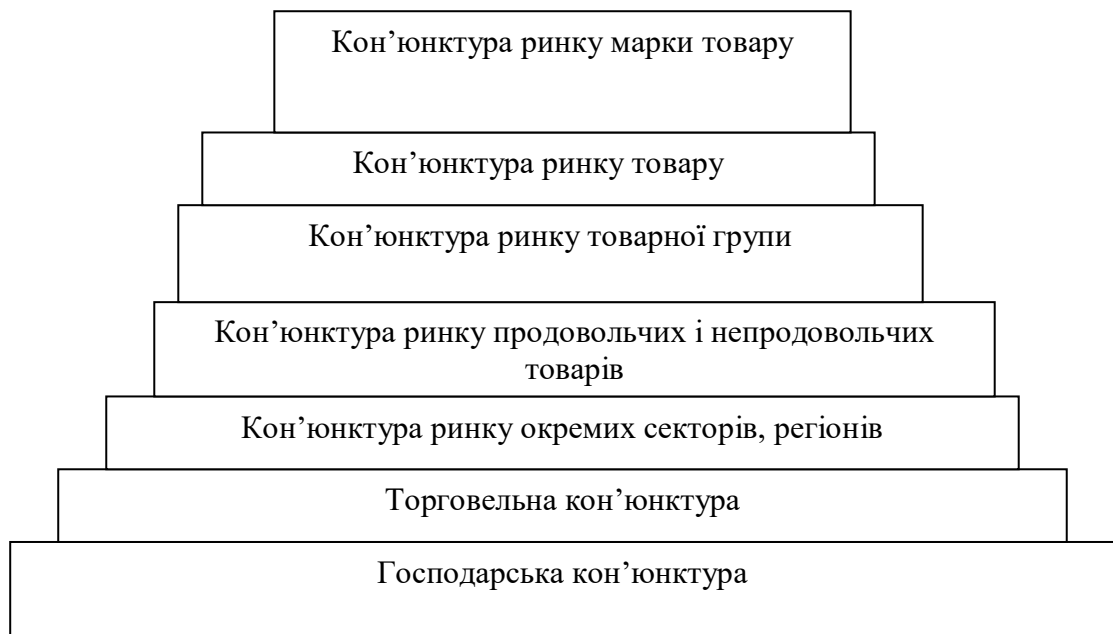 Кон’юнктура ринку марки товару
Кон’юнктура ринку товару
Кон’юнктура ринку товарної групи
Кон’юнктура ринку продовольчих і непродовольчих
товарів
Кон’юнктура ринку окремих секторів, регіонів
Торговельна кон’юнктура
Господарська кон’юнктура